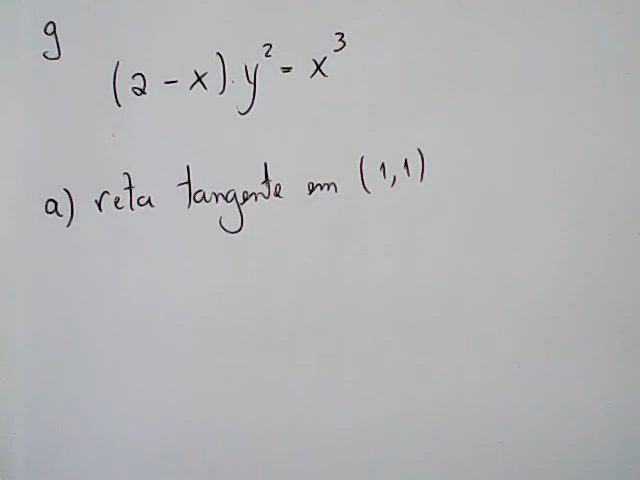 9
(2 - x) . y² = x³
a) reta tangente em (1,1)